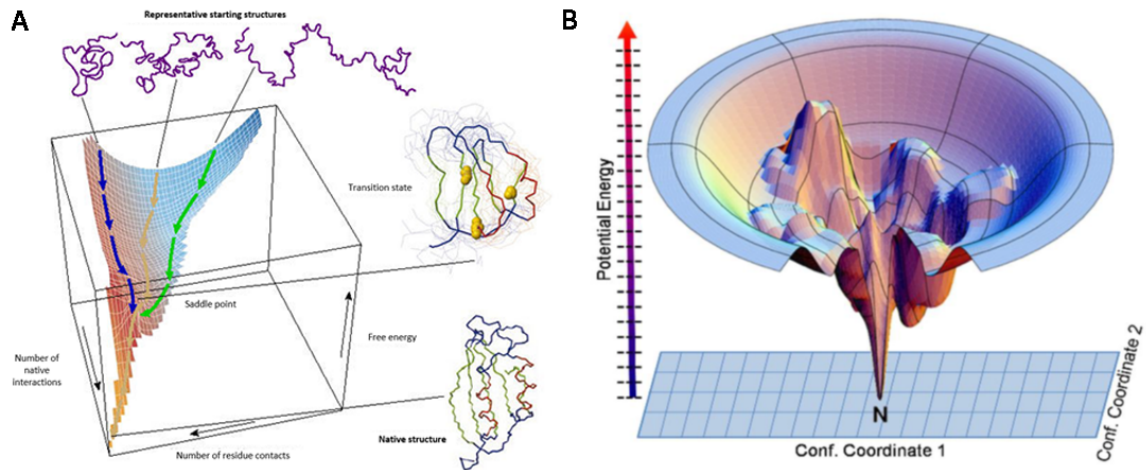 A
Representative starting structures
Transition state
Saddle point
Free energy
Number of
native
interactions
Number of residue contacts
Native structure
B
Potential Energy
N
Conf. Coordinate 1
Conf. Coordinate 2